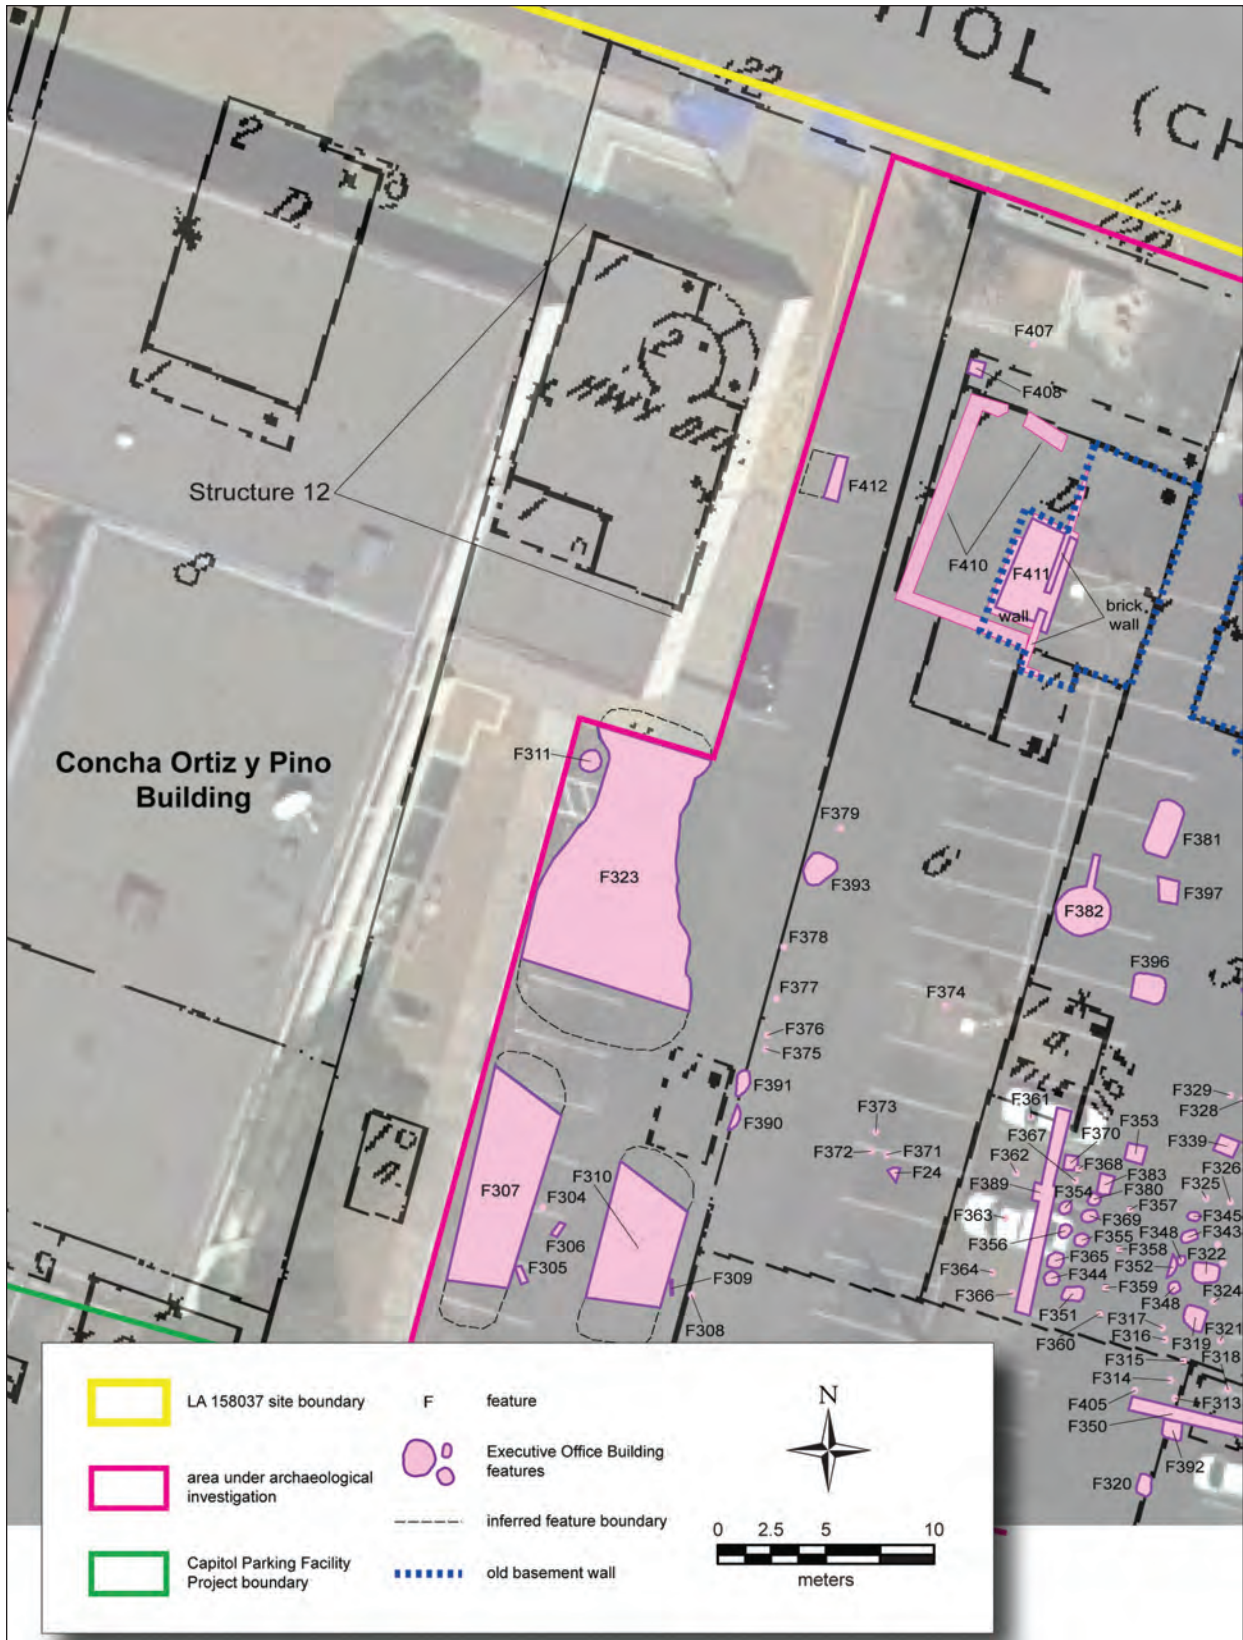 122
2
D
Structure 12
2
HWY DEPT
F407
F408
F412
F410
D
F411
wall
brick
wall
Concha Ortiz y Pino
Building
F311
F323
F379
F393
F381
F397
F382
F378
F377
F376
F375
F374
F396
F391
F390
F373
F372
F371
F24
F361
F367
F370
F353
F329
F328
F339
F362
F368
F383
F326
F389
F354
F380
F357
F325
F307
F304
F310
F306
F305
F309
F308
F363
F369
F345
F356
F355
F348
F343
F358
F364
F365
F352
F322
F344
F359
F366
F348
F324
F351
F317
F360
F316
F319
F321
F315
F318
F314
F405
F313
F350
F392
F320
LA 158037 site boundary
F
feature
N
area under archaeological
investigation
Executive Office Building
features
inferred feature boundary
Capitol Parking Facility
Project boundary
old basement wall
0 2.5 5 10
meters